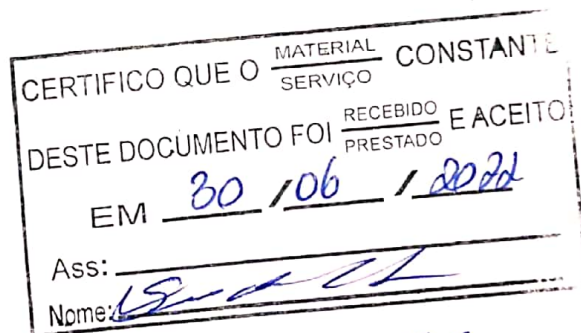 CERTIFICO QUE O MATERIAL/SERVIÇO CONSTANTE
DESTE DOCUMENTO FOI RECEBIDO/PRESTADO E ACEITO
EM 30 / 06 / 2022
Ass:
Nome: